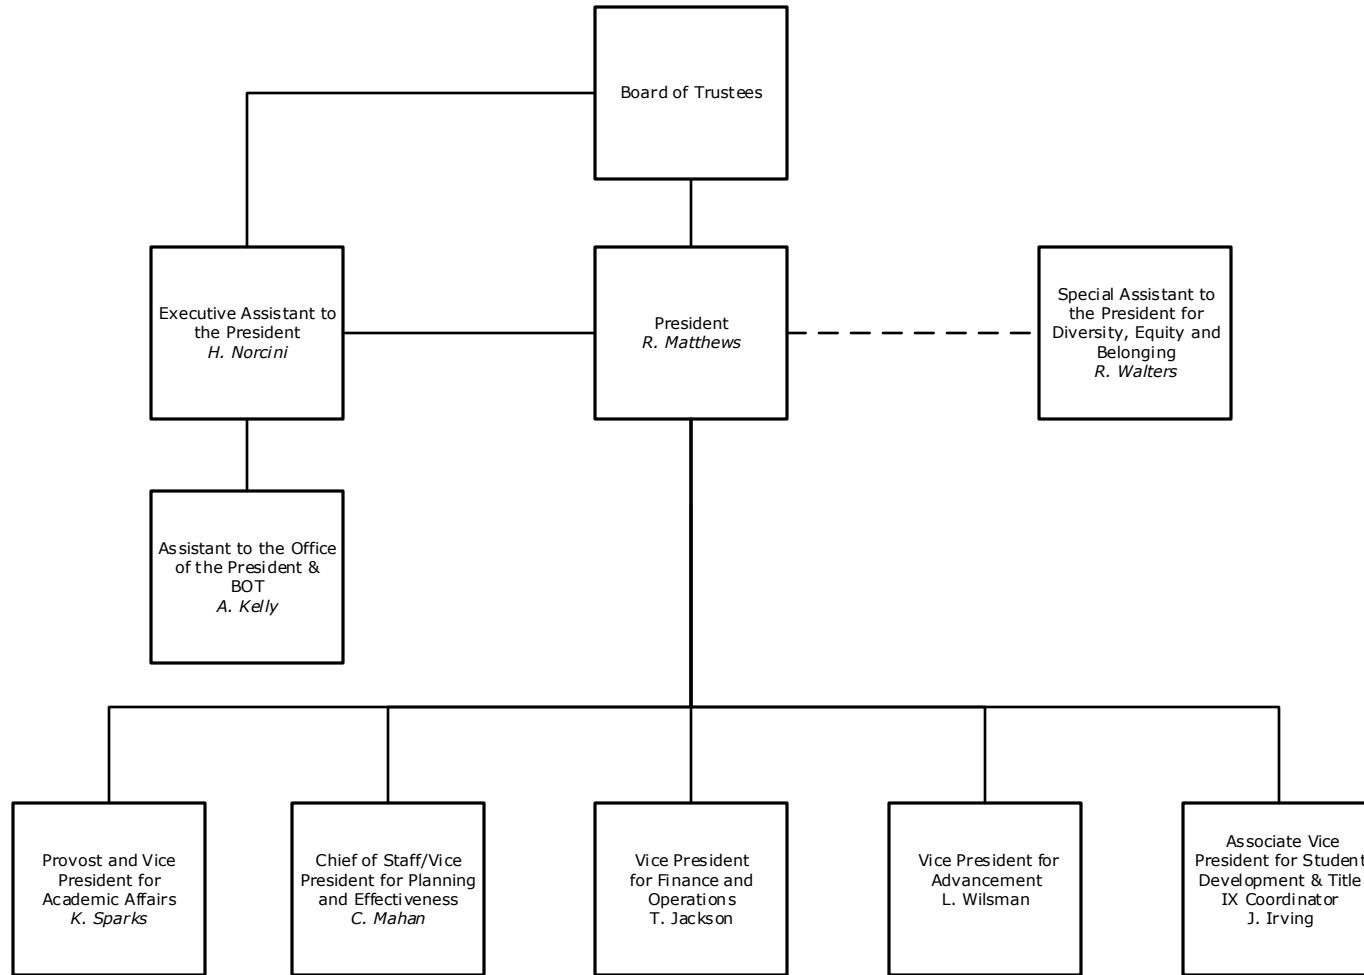 Board of Trustees
Executive Assistant to
the President
H. Norcini
President
R. Matthews
Special Assistant to
the President for
Diversity, Equity and
Belonging
R. Walters
Assistant to the Office
of the President &
BOT
A. Kelly
Provost and Vice
President for
Academic Affairs
K. Sparks
Chief of Staff/Vice
President for Planning
and Effectiveness
C. Mahan
Vice President
for Finance and
Operations
T. Jackson
Vice President for
Advancement
L. Wilsman
Associate Vice
President for Student
Development & Title
IX Coordinator
J. Irving